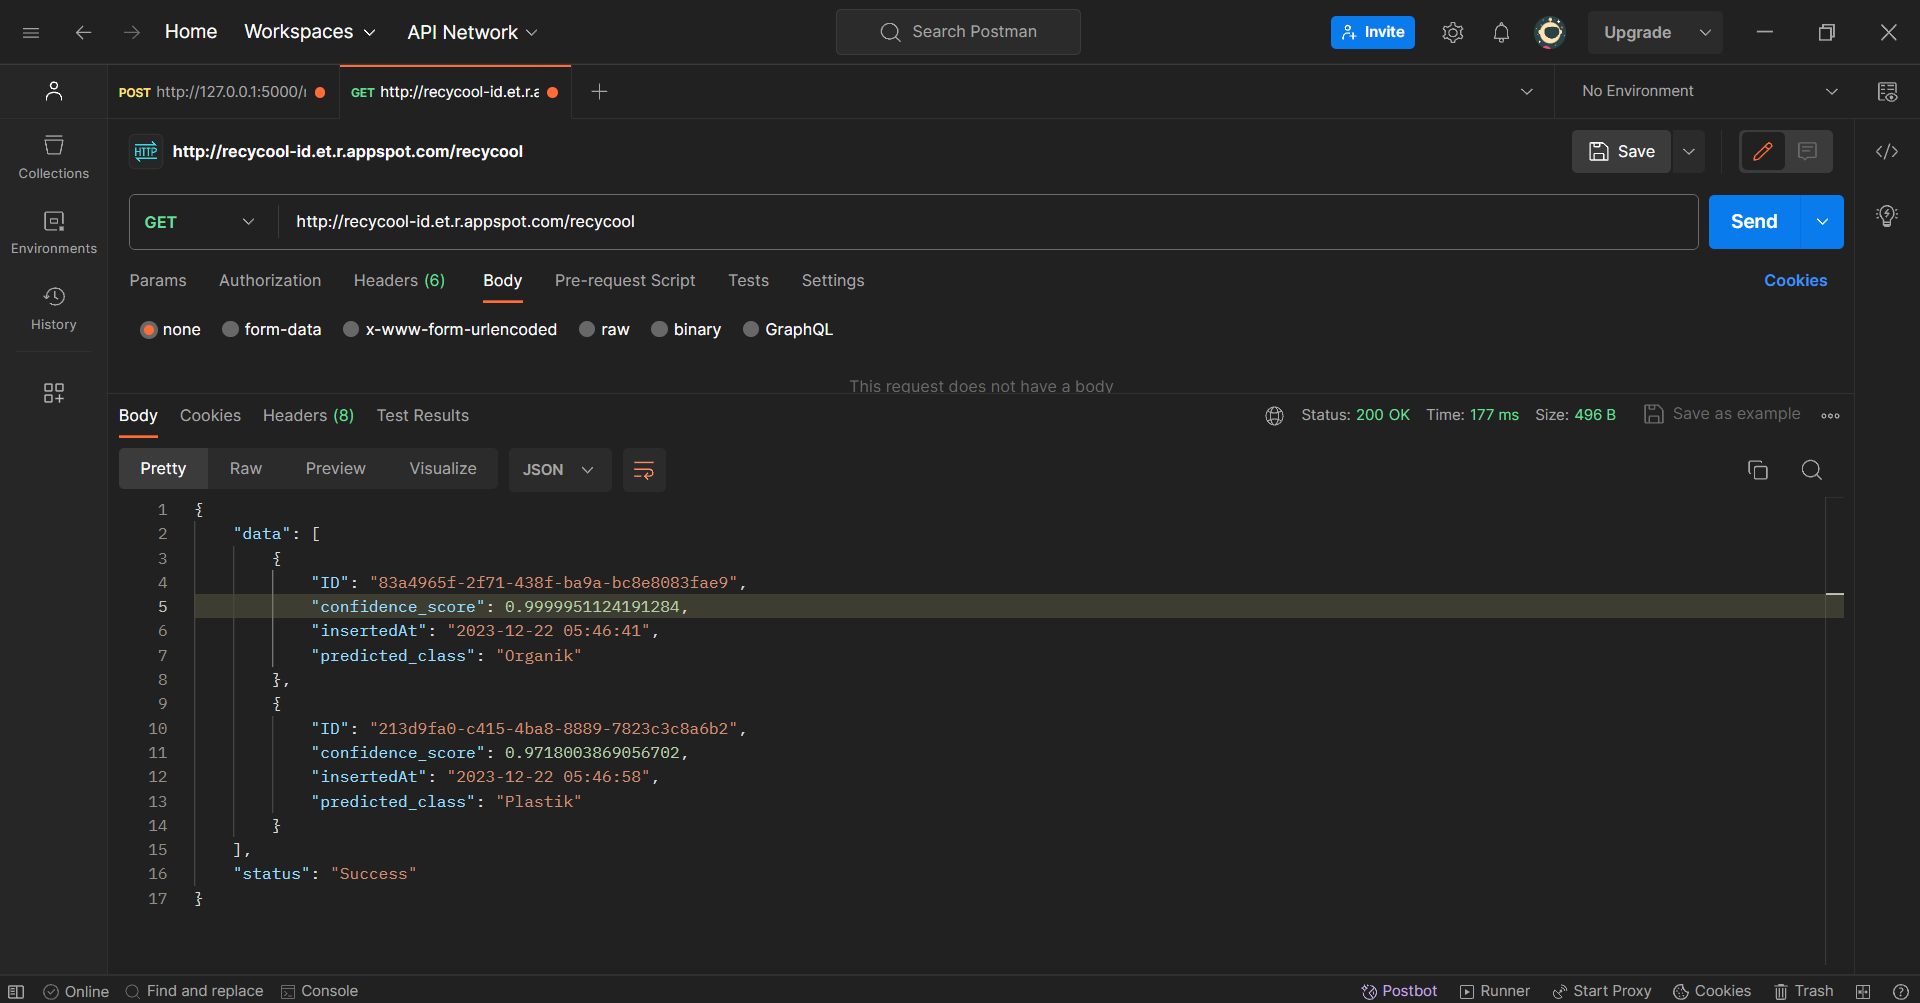 Home Workspaces API Network Search Postman Invite Upgrade
POST http://127.0.0.1:5000/ GET http://recycool-id.et.r. No Environment
HTTP http://recycool-id.et.r.appspot.com/recycool Save
Collections
GET http://recycool-id.et.r.appspot.com/recycool Send
Environments
Params Authorization Headers (6) Body Pre-request Script Tests Settings Cookies
History
none form-data x-www-form-urlencoded raw binary GraphQL
This request does not have a body
Body Cookies Headers (8) Test Results Status: 200 OK Time: 177 ms Size: 496 B Save as example
Pretty Raw Preview Visualize JSON
1 {
2 "data": [
3 {
4 "ID": "83a4965f-2f71-438f-ba9a-bc8e8083fae9",
5 "confidence_score": 0.9999951124191284,
6 "insertedAt": "2023-12-22 05:46:41",
7 "predicted_class": "Organik"
8 },
9 {
10 "ID": "213d9fa0-c415-4ba8-8889-7823c3c8a6b2",
11 "confidence_score": 0.9718003869056702,
12 "insertedAt": "2023-12-22 05:46:58",
13 "predicted_class": "Plastik"
14 }
15 ],
16 "status": "Success"
17 }
Online Find and replace Console Postbot Runner Start Proxy Cookies Trash